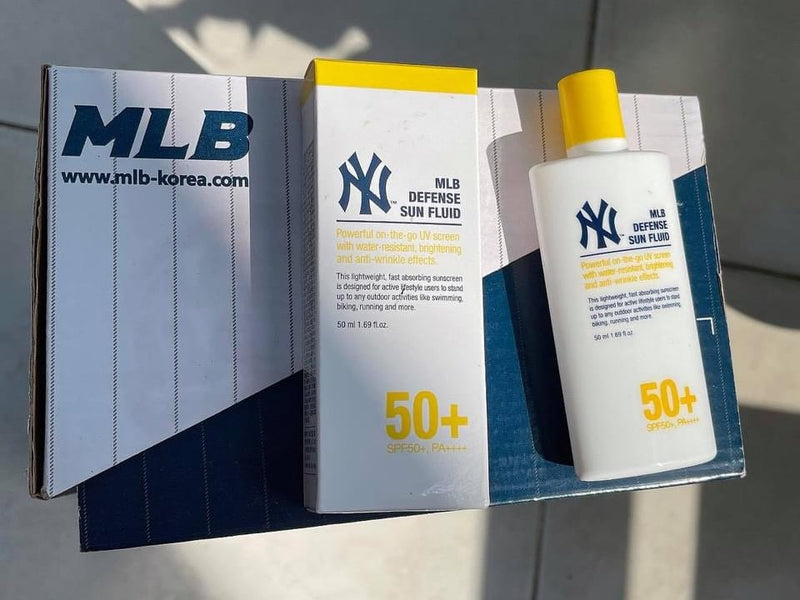 MLB
www.mlb-korea.com
NY
™
MLB
DEFENSE
SUN FLUID
Powerful on-the-go UV screen
with water-resistant, brightening
and anti-wrinkle effects.
This lightweight, fast absorbing sunscreen
is designed for active lifestyle users to stand
up to any outdoor activities like swimming,
biking, running and more.
50 ml 1.69 fl.oz.
50+
SPF50+, PA++++
NY
MLB
DEFENSE
SUN FLUID
Powerful on-the-go UV screen
with water-resistant, brightening
and anti-wrinkle effects.
This lightweight, fast absorbing sunscreen
is designed for active lifestyle users to stand
up to any outdoor activities like swimming,
biking, running and more.
50 ml 1.69 fl.oz.
50+
SPF50+, PA++++